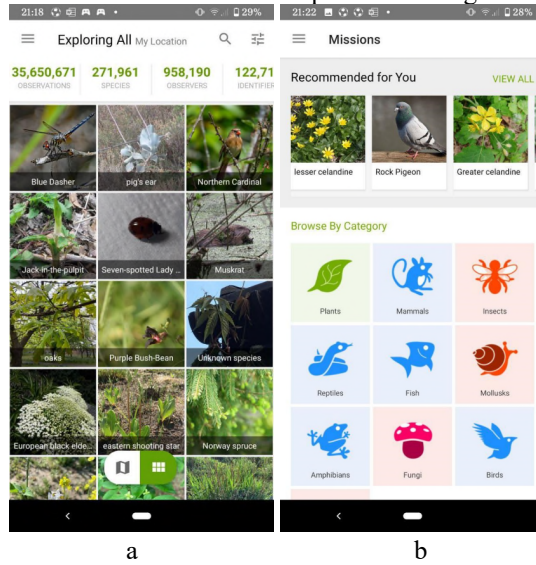 21:18 29%
Exploring All My Location
35,650,671 271,961 958,190 122,71
OBSERVATIONS SPECIES OBSERVERS IDENTIFIER
Blue Dasher pig's ear Northern Cardinal
Jack-in-the-pulpit Seven-spotted Lady ... Muskrat
oaks Purple Bush-Bean Unknown species
European black elde... eastern shooting star Norway spruce
a
21:22 28%
Missions
Recommended for You VIEW ALL
lesser celandine Rock Pigeon Greater celandine
Browse By Category
Plants Mammals Insects
Reptiles Fish Mollusks
Amphibians Fungi Birds
b